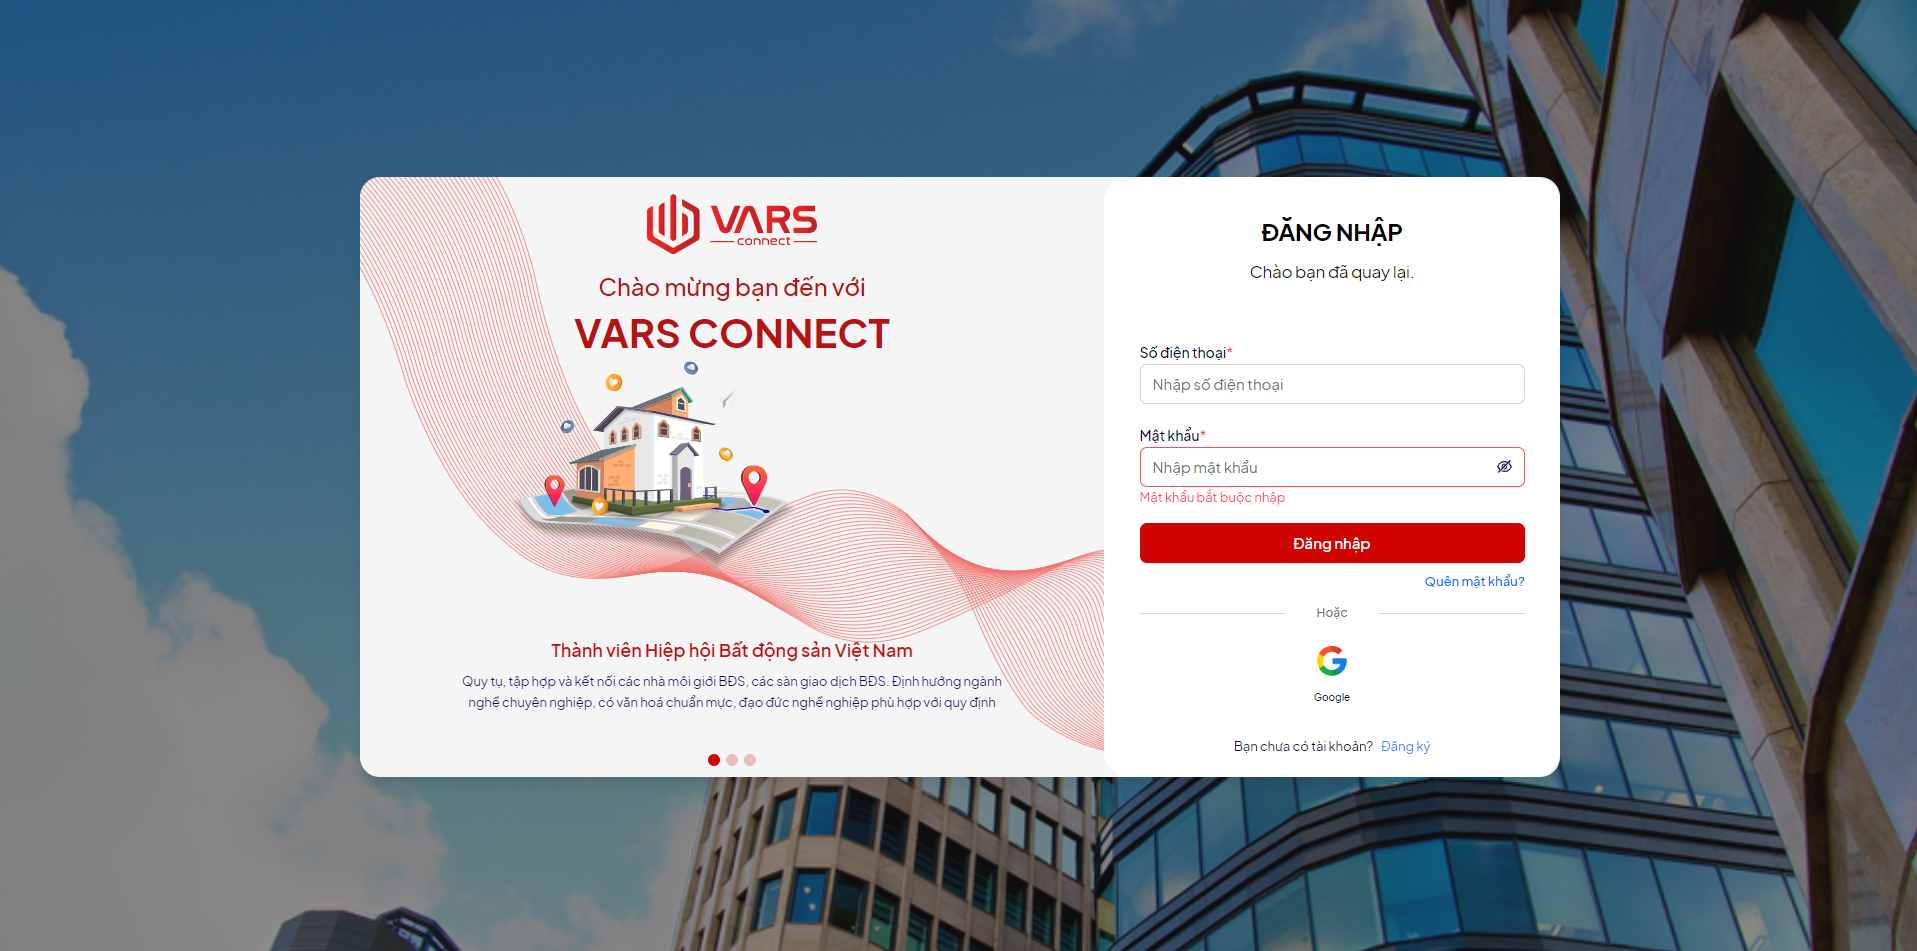 VARS
connect
Chào mừng bạn đến với
VARS CONNECT
Thành viên Hiệp hội Bất động sản Việt Nam
Quy tụ, tập hợp và kết nối các nhà môi giới BĐS, các sàn giao dịch BĐS. Định hướng ngành
nghề chuyên nghiệp, có văn hoá chuẩn mực, đạo đức nghề nghiệp phù hợp với quy định
ĐĂNG NHẬP
Chào bạn đã quay lại.
Số điện thoại*
Nhập số điện thoại
Mật khẩu*
Nhập mật khẩu
Mật khẩu bắt buộc nhập
Đăng nhập
Quên mật khẩu?
Hoặc
Google
Bạn chưa có tài khoản? Đăng ký